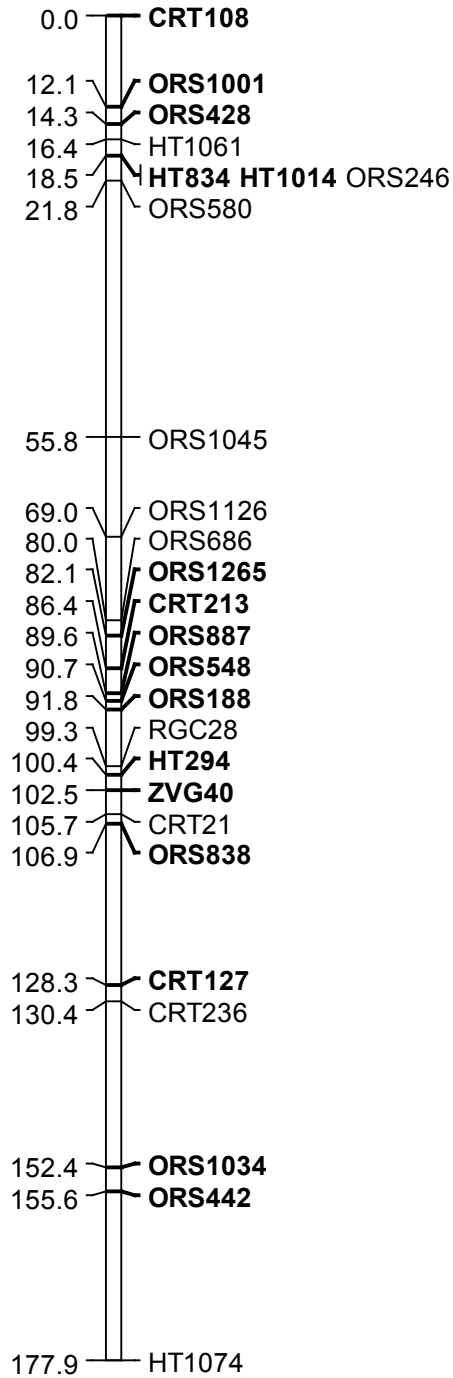 0.0 CRT108
12.1 ORS1001
14.3 ORS428
16.4 HT1061
18.5 HT834 HT1014 ORS246
21.8 ORS580
55.8 ORS1045
69.0 ORS1126
80.0 ORS686
82.1 ORS1265
86.4 CRT213
89.6 ORS887
90.7 ORS548
91.8 ORS188
99.3 RGC28
100.4 HT294
102.5 ZVG40
105.7 CRT21
106.9 ORS838
128.3 CRT127
130.4 CRT236
152.4 ORS1034
155.6 ORS442
177.9 HT1074